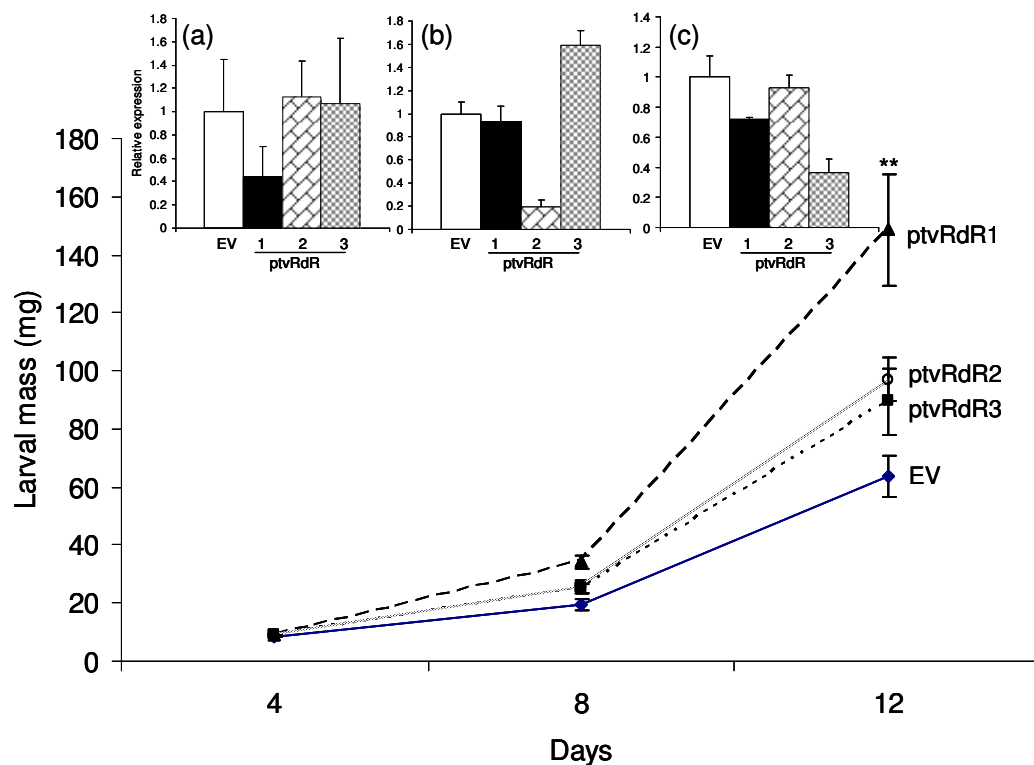 (a)
Relative expression
1.8
1.6
1.4
1.2
1
0.8
0.6
0.4
0.2
0
EV 1 2 3
ptvRdR
(b)
1.8
1.6
1.4
1.2
1
0.8
0.6
0.4
0.2
0
EV 1 2 3
ptvRdR
(c)
1.4
1.2
1
0.8
0.6
0.4
0.2
0
EV 1 2 3
ptvRdR
Larval mass (mg)
180
160
140
120
100
80
60
40
20
0
**
ptvRdR1
ptvRdR2
ptvRdR3
EV
4 8 12
Days